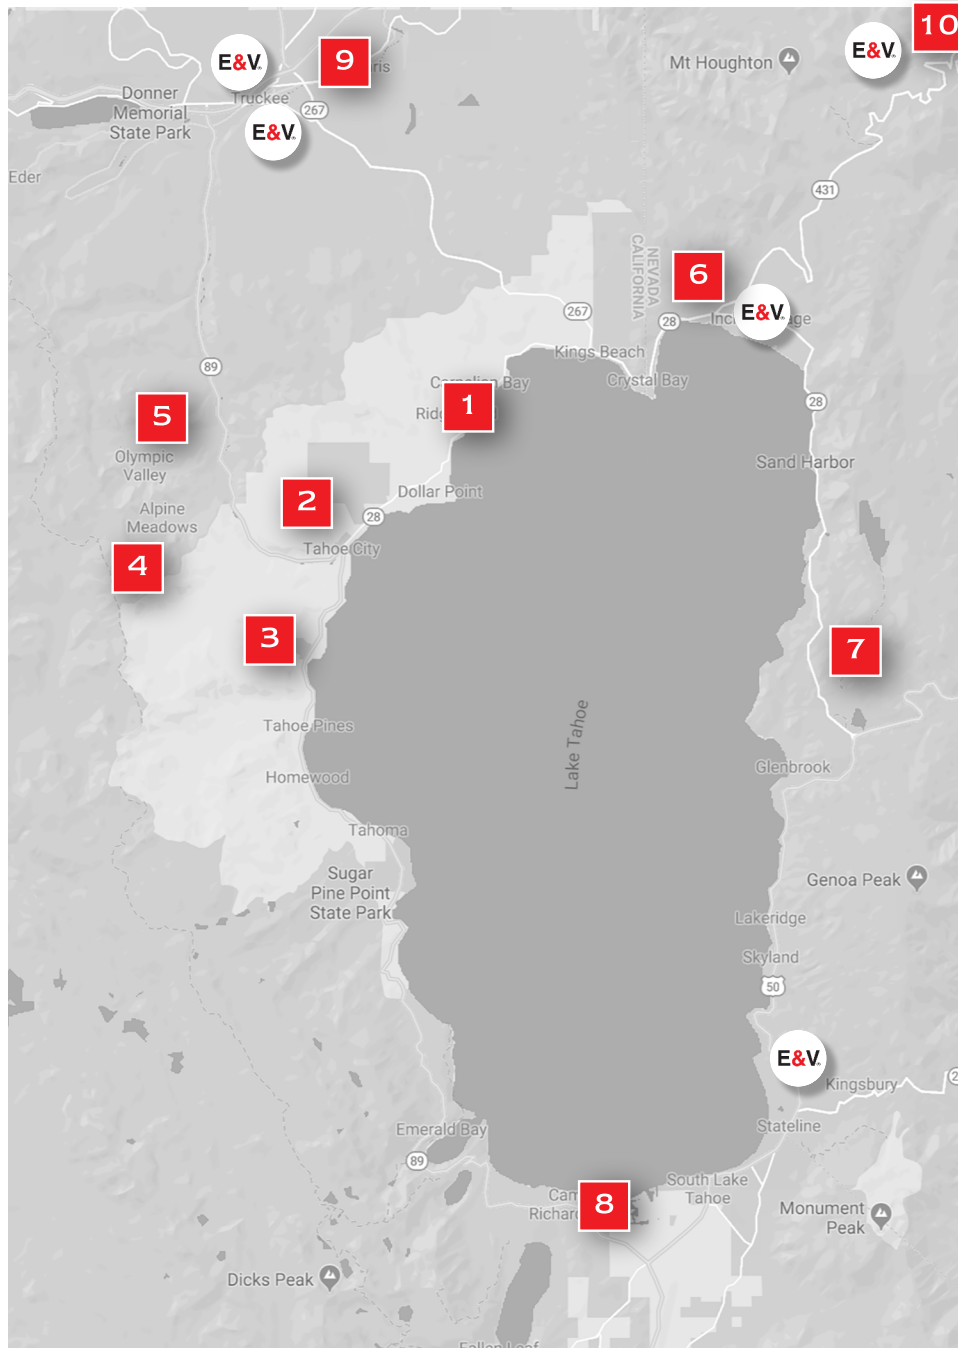 10
E&V
E&V
9
Mt Houghton
Donner
Memorial
State Park
Truckee
267
E&V
Eder
431
NEVADA
CALIFORNIA
6
267
28
E&V
Kings Beach
89
Crystal Bay
Carnelian Bay
28
1
5
Olympic
Valley
Sand Harbor
Dollar Point
2
28
Alpine
Meadows
Tahoe City
4
3
7
Tahoe Pines
Lake Tahoe
Glenbrook
Homewood
Tahoma
Sugar
Pine Point
State Park
Genoa Peak
Lakeridge
Skyland
50
E&V
Kingsbury
Emerald Bay
Stateline
89
South Lake
Tahoe
8
Monument
Peak
Dicks Peak
Fallen Leaf